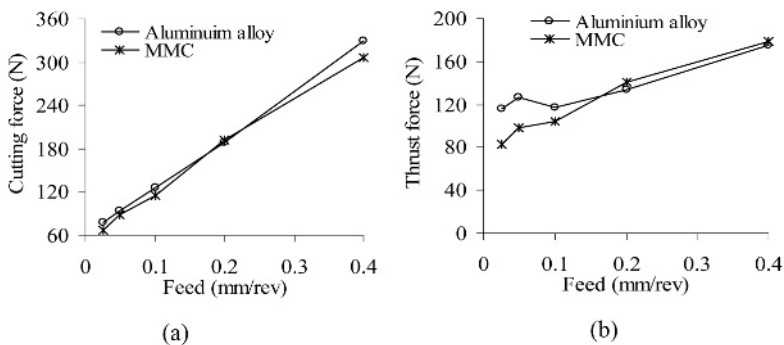 Aluminuim alloy
MMC
Cutting force (N)
360
300
240
180
120
60
0 0.1 0.2 0.3 0.4
Feed (mm/rev)
(a)
Aluminium alloy
MMC
Thrust force (N)
200
160
120
80
40
0
0 0.1 0.2 0.3 0.4
Feed (mm/rev)
(b)